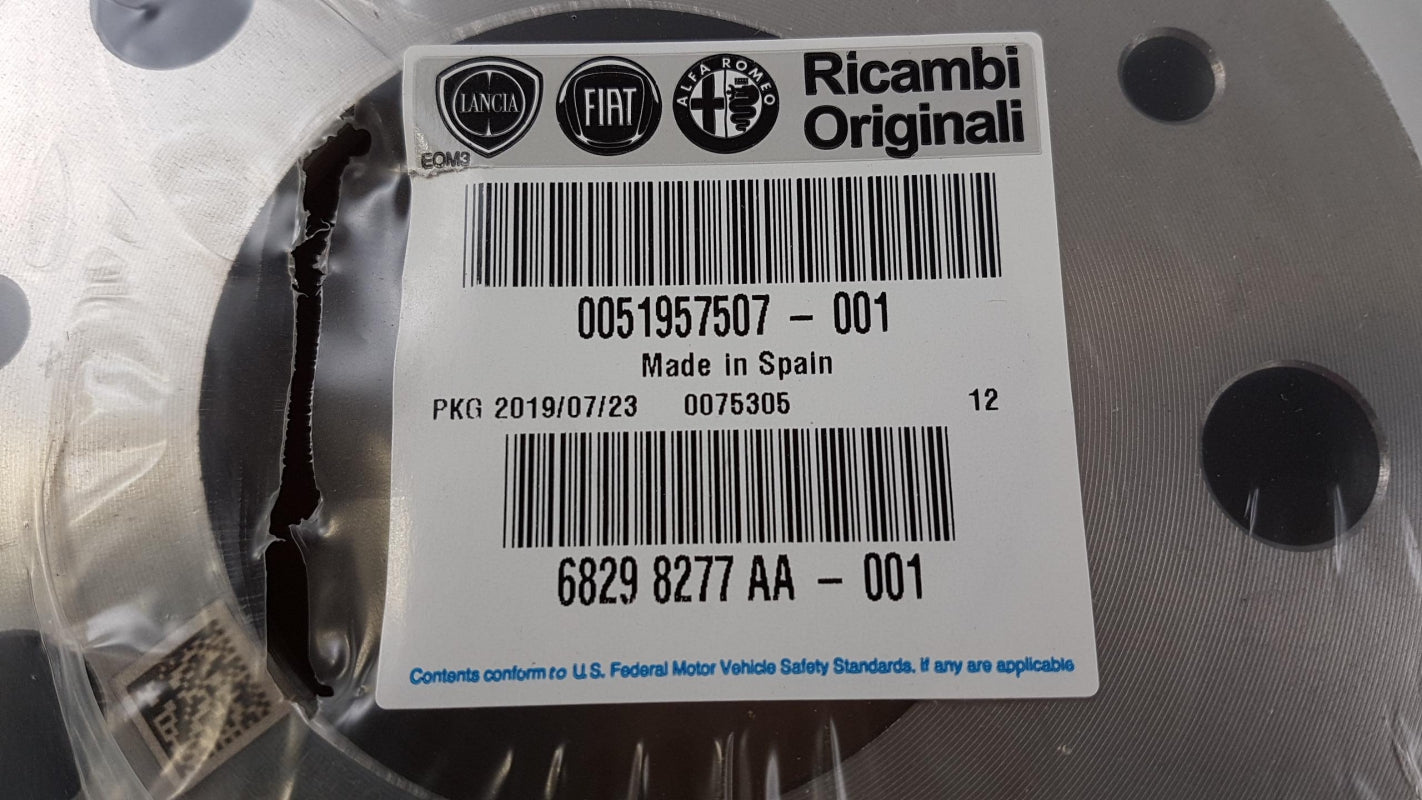 LANCIA
FIAT
ALFA ROMEO
Ricambi
Originali
EOM3
0051957507 – 001
Made in Spain
PKG 2019/07/23 0075305 12
6829 8277 AA – 001
Contents conform to U.S. Federal Motor Vehicle Safety Standards. if any are applicable